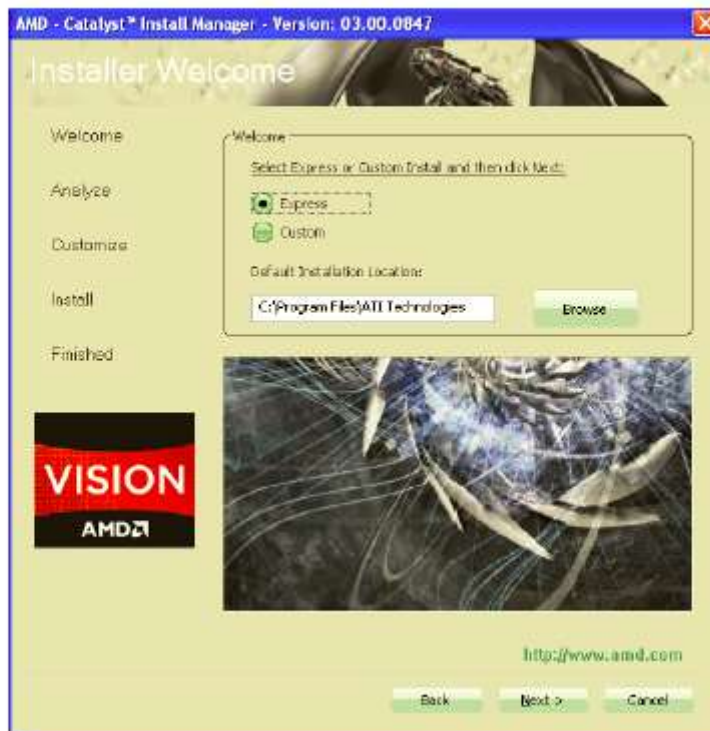 AMD - Catalyst™ Install Manager - Version: 03.00.0847
Installer Welcome
Welcome
Analyze
Customize
Install
Finished
Welcome
Select Express or Custom Install and then click Next:
Express
Custom
Default Installation Location:
C:\Program Files\ATI Technologies
Browse
VISION
AMD
http://www.amd.com
Back
Next >
Cancel